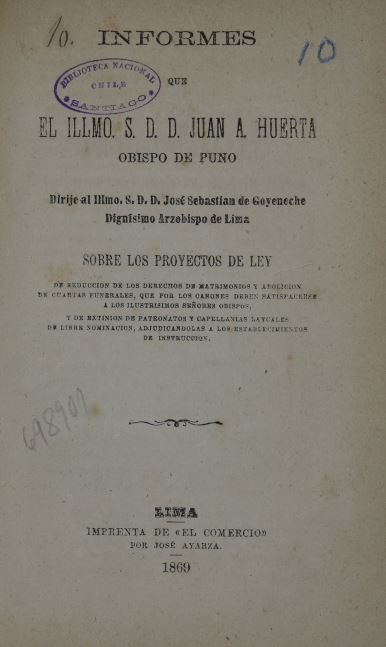 10.
INFORMES
10
BIBLIOTECA NACIONAL
CHILE
SANTIAGO
QUE
EL ILLMO. S. D. D. JUAN A. HUERTA
OBISPO DE PUNO
Dirije al Illmo. S. D. D. José Sebastian de Goyeneche
Dignísimo Arzobispo de Lima
SOBRE LOS PROYECTOS DE LEY
DE REDUCCION DE LOS DERECHOS DE MATRIMONIOS Y ABOLICION
DE CUARTAS FUNERALES, QUE POR LOS CANONES DEBEN SATISFACERSE
A LOS ILUSTRISIMOS SEÑORES OBISPOS,
Y DE EXTINION DE PATRONATOS Y CAPELLANIAS LAYCALES
DE LIBRE NOMINACION, ADJUDICANDOLAS A LOS ESTABLECIMIENTOS
DE INSTRUCCION.
698901
LIMA
IMPRENTA DE «EL COMERCIO»
POR JOSÉ AYARZA.
1869